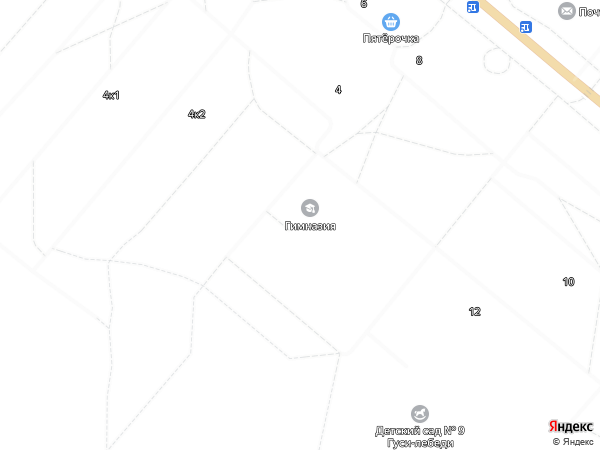 6
Поч
Пятёрочка
8
4
4к1
4к2
Гимназия
10
12
Детский сад № 9
Гуси-лебеди
Яндекс
© Яндекс